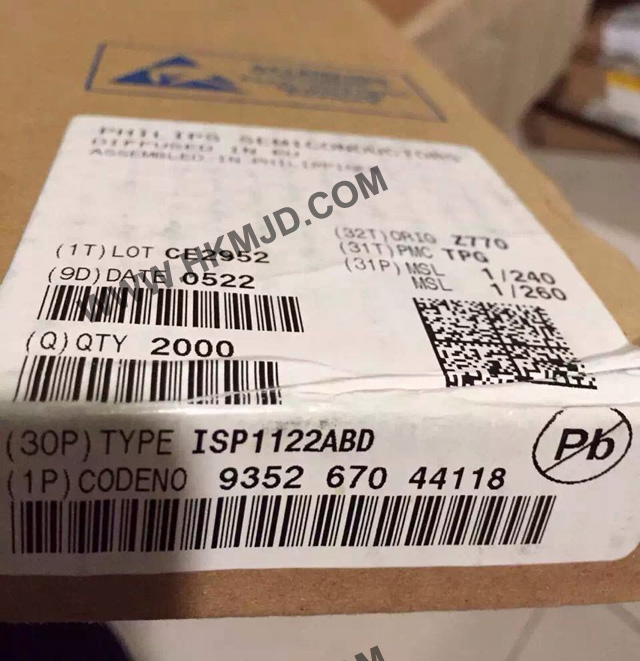 PHILIPS SEMICONDUCTORS
DIFFUSED IN EU
ASSEMBLED IN PHILIPPINES
(1T) LOT CE2952
(9D) DATE 0522
(32T) ORIG Z770
(31T) PMC TPG
(31P) MSL 1/240
MSL 1/260
(Q) QTY 2000
(30P) TYPE ISP1122ABD
Pb
(1P) CODENO 9352 670 44118
WWW.HKMJD.COM